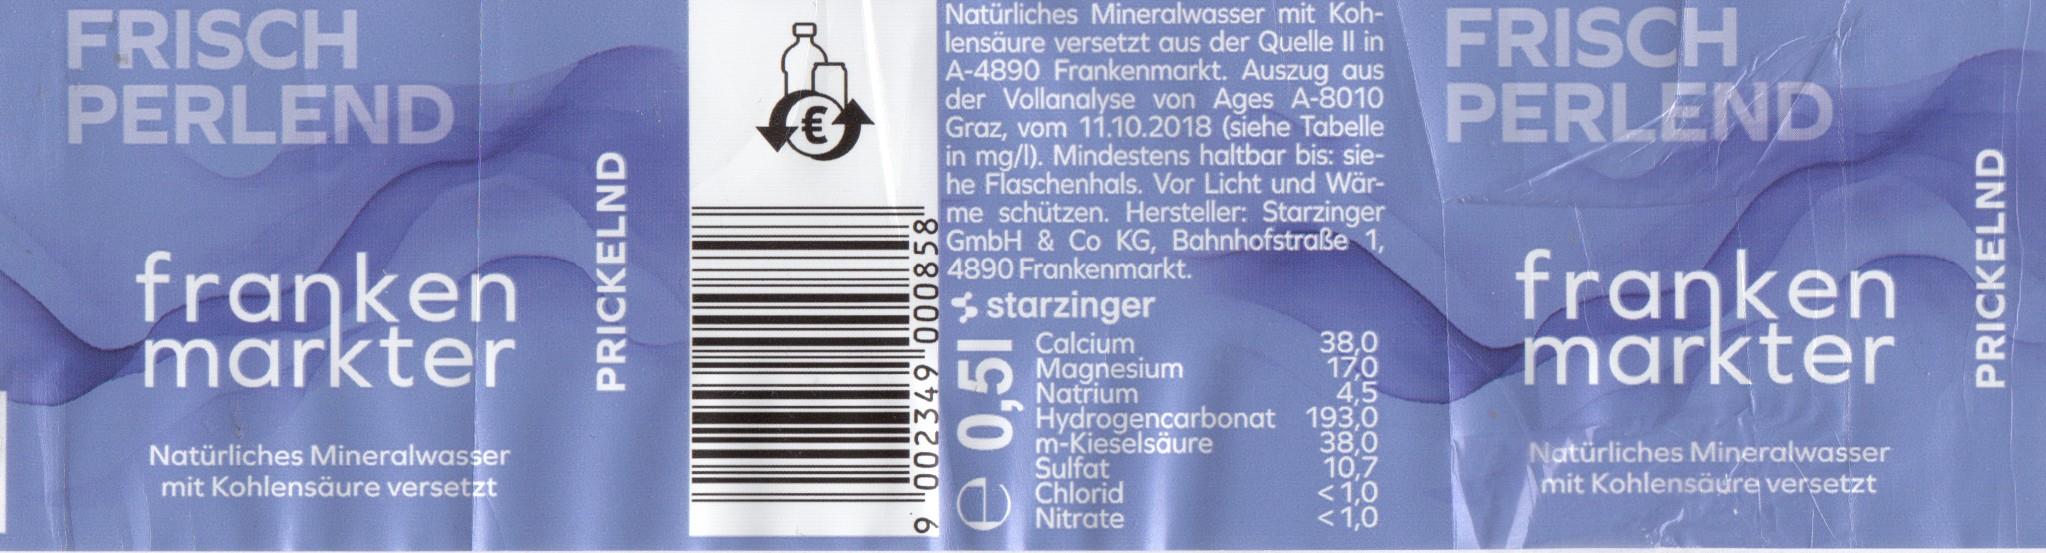 FRISCH
PERLEND
franken
markter
PRICKELND
Natürliches Mineralwasser
mit Kohlensäure versetzt
€
9 002349 000858
Natürliches Mineralwasser mit Koh-
lensäure versetzt aus der Quelle II in
A-4890 Frankenmarkt. Auszug aus
der Vollanalyse von Ages A-8010
Graz, vom 11.10.2018 (siehe Tabelle
in mg/l). Mindestens haltbar bis: sie-
he Flaschenhals. Vor Licht und Wär-
me schützen. Hersteller: Starzinger
GmbH & Co KG, Bahnhofstraße 1,
4890 Frankenmarkt.
starzinger
e 0,5l
Calcium 38,0
Magnesium 17,0
Natrium 4,5
Hydrogencarbonat 193,0
m-Kieselsäure 38,0
Sulfat 10,7
Chlorid < 1,0
Nitrate < 1,0
FRISCH
PERLEND
franken
markter
PRICKELND
Natürliches Mineralwasser
mit Kohlensäure versetzt